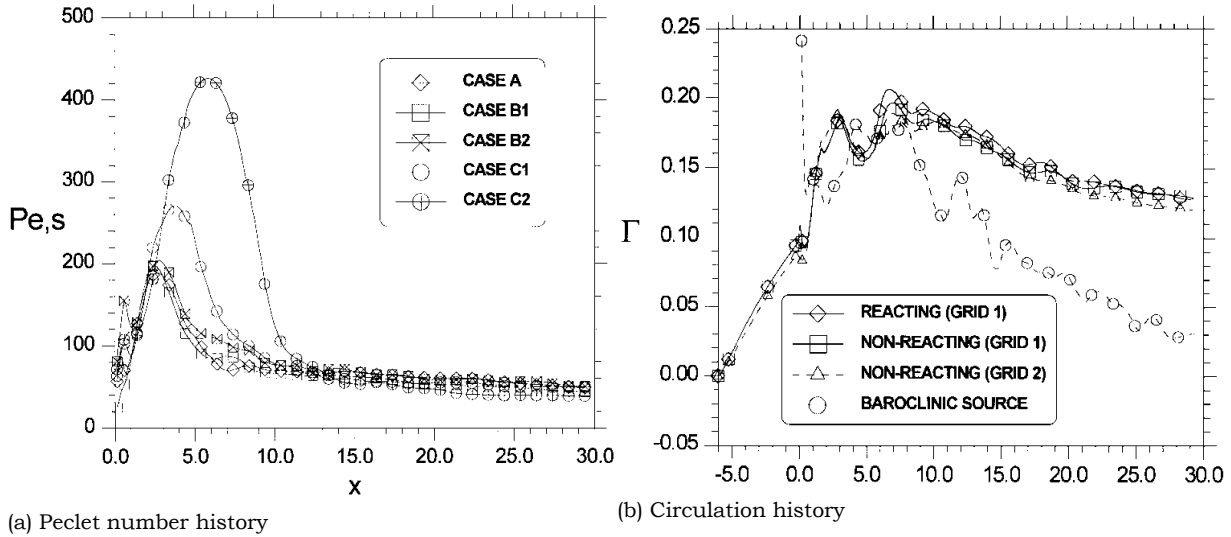 500
400
300
200
100
0
Pe,s
CASE A
CASE B1
CASE B2
CASE C1
CASE C2
0.0 5.0 10.0 15.0 20.0 25.0 30.0
X
(a) Peclet number history
0.25
0.20
0.15
0.10
0.05
0.00
-0.05
Γ
REACTING (GRID 1)
NON-REACTING (GRID 1)
NON-REACTING (GRID 2)
BAROCLINIC SOURCE
-5.0 0.0 5.0 10.0 15.0 20.0 25.0 30.0
(b) Circulation history